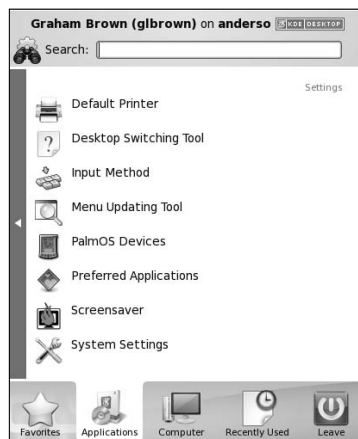 Graham Brown (glbrown) on anderso KDE DESKTOP
Search:
Settings
Default Printer
Desktop Switching Tool
Input Method
Menu Updating Tool
PalmOS Devices
Preferred Applications
Screensaver
System Settings
Favorites Applications Computer Recently Used Leave